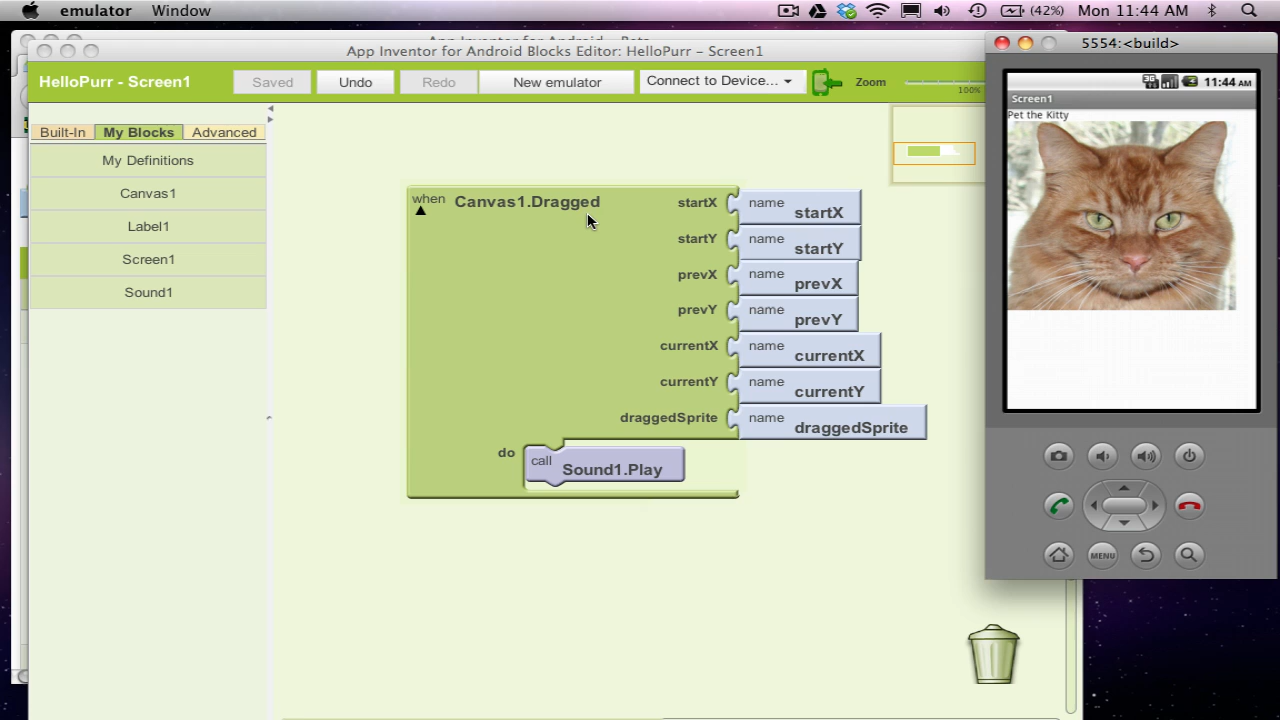 emulator Window (42%) Mon 11:44 AM
App Inventor for Android Blocks Editor: HelloPurr – Screen1
5554:<build>
HelloPurr - Screen1 Saved Undo Redo New emulator Connect to Device... Zoom
100%
Built-In My Blocks Advanced
My Definitions
Canvas1
Label1
Screen1
Sound1
when Canvas1.Dragged
startX name startX
startY name startY
prevX name prevX
prevY name prevY
currentX name currentX
currentY name currentY
draggedSprite name draggedSprite
do call Sound1.Play
3G 11:44 AM
Screen1
Pet the Kitty
MENU